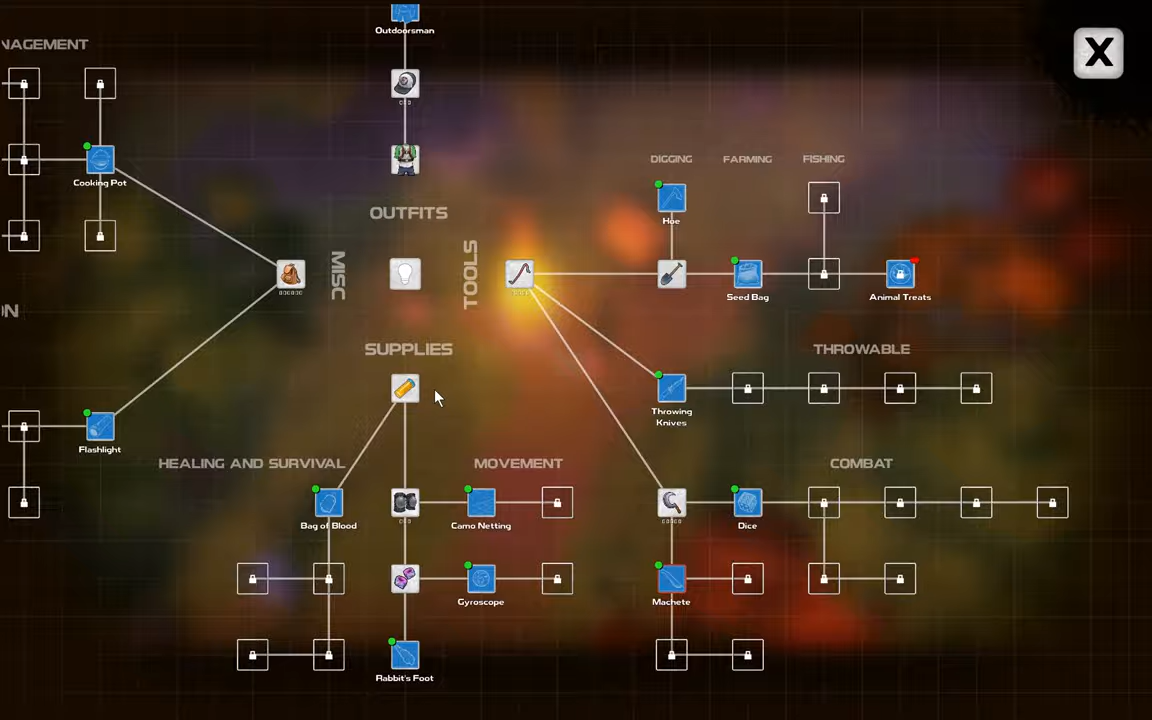 Outdoorsman
NAGEMENT
X
DIGGING
FARMING
FISHING
Cooking Pot
OUTFITS
Hoe
MISC
TOOLS
Seed Bag
Animal Treats
ON
SUPPLIES
THROWABLE
Throwing
Knives
Flashlight
HEALING AND SURVIVAL
MOVEMENT
COMBAT
Bag of Blood
Camo Netting
Dice
Gyroscope
Machete
Rabbit's Foot